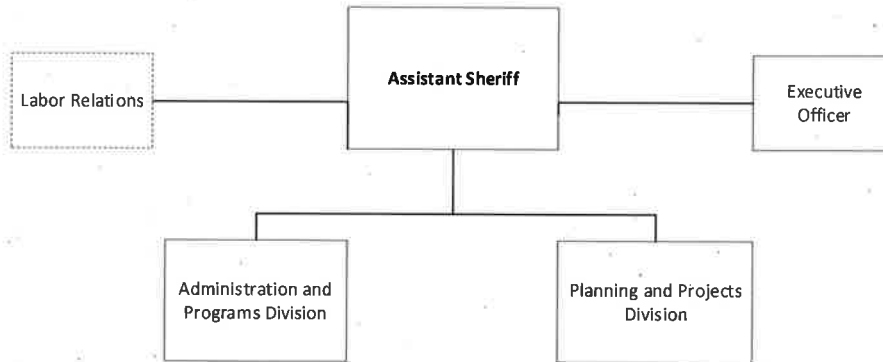 Assistant Sheriff
Labor Relations
Executive
Officer
Administration and
Programs Division
Planning and Projects
Division